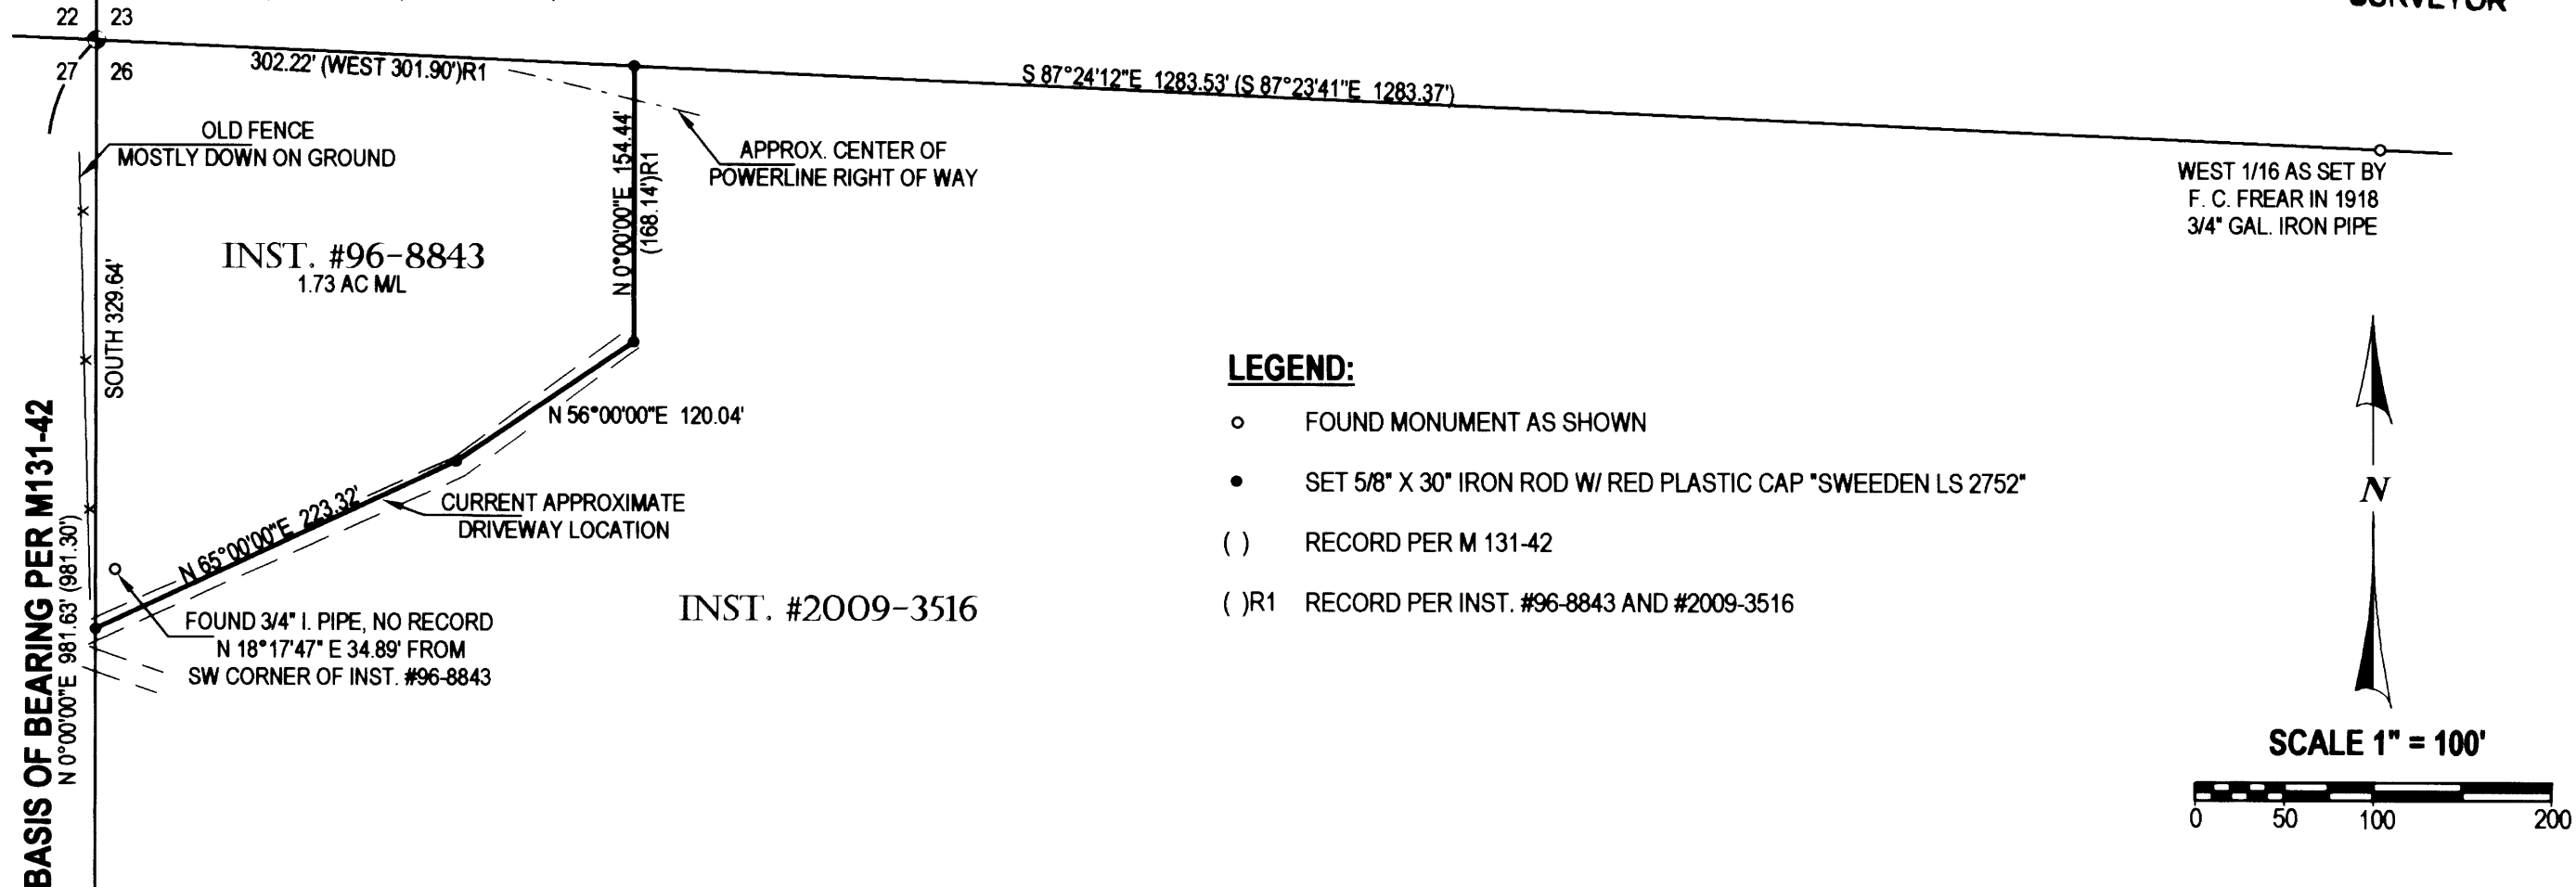 SURVEYOR
22 23
27 26
302.22' (WEST 301.90')R1
S 87°24'12"E 1283.53' (S 87°23'41"E 1283.37')
OLD FENCE
MOSTLY DOWN ON GROUND
APPROX. CENTER OF
POWERLINE RIGHT OF WAY
N 0°00'00"E 154.44'
(168.14')R1
WEST 1/16 AS SET BY
F. C. FREAR IN 1918
3/4" GAL. IRON PIPE
INST. #96-8843
1.73 AC M/L
SOUTH 329.64'
N 56°00'00"E 120.04'
N 65°00'00"E 223.32'
CURRENT APPROXIMATE
DRIVEWAY LOCATION
FOUND 3/4" I. PIPE, NO RECORD
N 18°17'47" E 34.89' FROM
SW CORNER OF INST. #96-8843
INST. #2009-3516
BASIS OF BEARING PER M131-42
N 0°00'00"E 981.63' (981.30')
LEGEND:
FOUND MONUMENT AS SHOWN
SET 5/8" X 30" IRON ROD W/ RED PLASTIC CAP "SWEEDEN LS 2752"
( ) RECORD PER M 131-42
( )R1 RECORD PER INST. #96-8843 AND #2009-3516
N
SCALE 1" = 100'
0 50 100 200